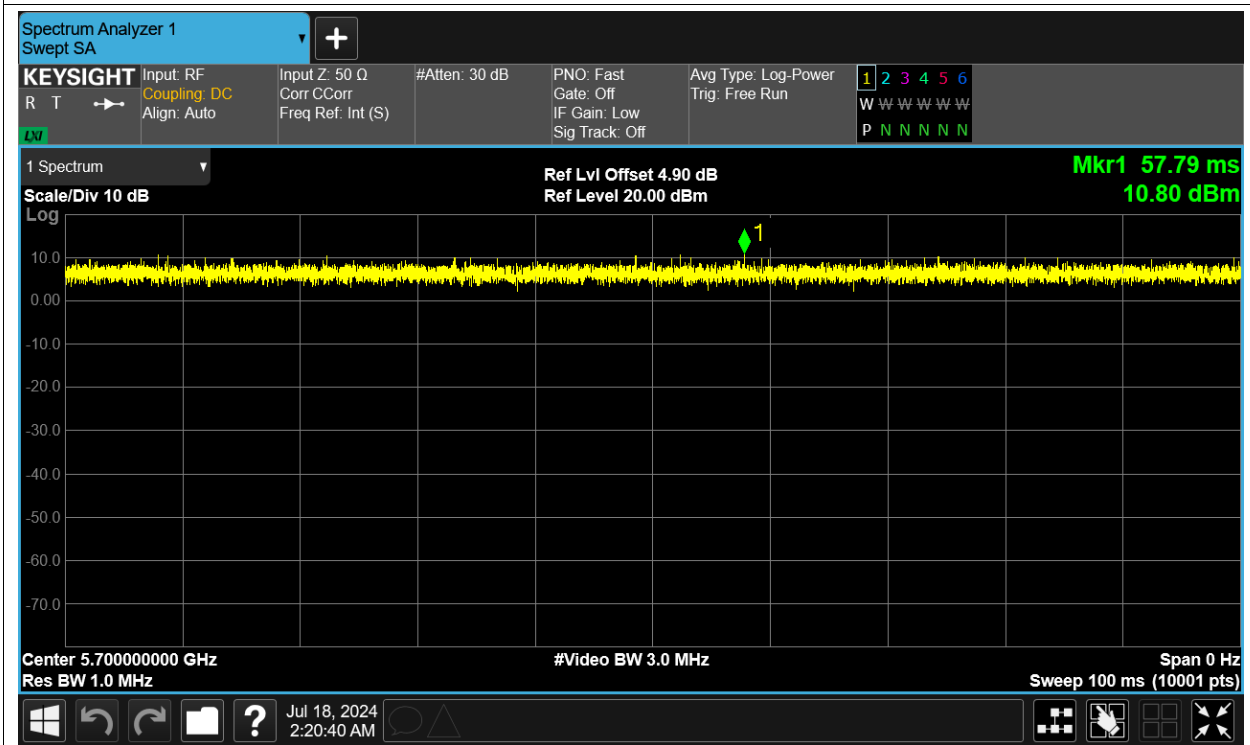 Spectrum Analyzer 1
Swept SA
KEYSIGHT
R T
LXI
Input: RF
Coupling: DC
Align: Auto
Input Z: 50 Ω
Corr CCorr
Freq Ref: Int (S)
#Atten: 30 dB
PNO: Fast
Gate: Off
IF Gain: Low
Sig Track: Off
Avg Type: Log-Power
Trig: Free Run
1 2 3 4 5 6
W W W W W W
P N N N N N
1 Spectrum
Scale/Div 10 dB
Log
Ref Lvl Offset 4.90 dB
Ref Level 20.00 dBm
Mkr1 57.79 ms
10.80 dBm
1
10.0
0.00
-10.0
-20.0
-30.0
-40.0
-50.0
-60.0
-70.0
Center 5.700000000 GHz
Res BW 1.0 MHz
#Video BW 3.0 MHz
Span 0 Hz
Sweep 100 ms (10001 pts)
?
Jul 18, 2024
2:20:40 AM